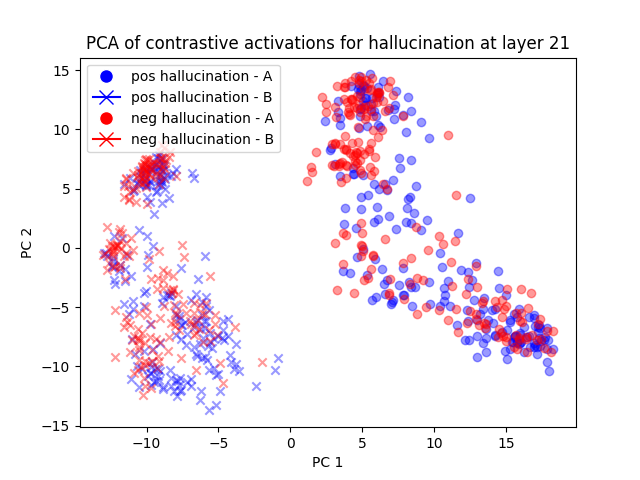 PCA of contrastive activations for hallucination at layer 21
pos hallucination - A
pos hallucination - B
neg hallucination - A
neg hallucination - B
15
10
5
0
−5
−10
−15
PC 2
−10
−5
0
5
10
15
PC 1